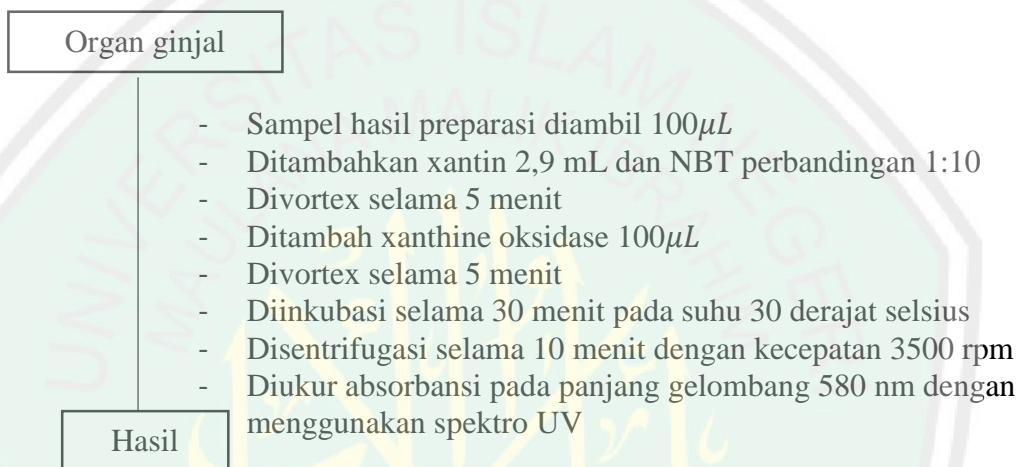 Organ ginjal
- Sampel hasil preparasi diambil 100𝜇𝐿
- Ditambahkan xantin 2,9 mL dan NBT perbandingan 1:10
- Divortex selama 5 menit
- Ditambah xanthine oksidase 100𝜇𝐿
- Divortex selama 5 menit
- Diinkubasi selama 30 menit pada suhu 30 derajat selsius
- Disentrifugasi selama 10 menit dengan kecepatan 3500 rpm
- Diukur absorbansi pada panjang gelombang 580 nm dengan
menggunakan spektro UV
Hasil